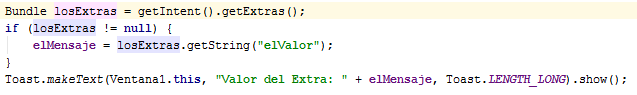 Bundle losExtras = getIntent().getExtras();
if (losExtras != null) {
    elMensaje = losExtras.getString("elValor");
}
Toast.makeText(Ventana1.this, "Valor del Extra: " + elMensaje, Toast.LENGTH_LONG).show();